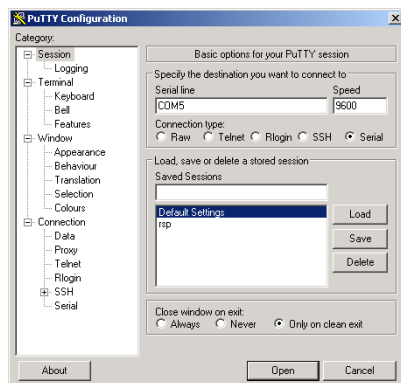 PuTTY Configuration
Category:
Session
Logging
Terminal
Keyboard
Bell
Features
Window
Appearance
Behaviour
Translation
Selection
Colours
Connection
Data
Proxy
Telnet
Rlogin
SSH
Serial
Basic options for your PuTTY session
Specify the destination you want to connect to
Serial line Speed
COM5 9600
Connection type:
Raw Telnet Rlogin SSH Serial
Load, save or delete a stored session
Saved Sessions
Default Settings
rsp
Load
Save
Delete
Close window on exit:
Always Never Only on clean exit
About Open Cancel